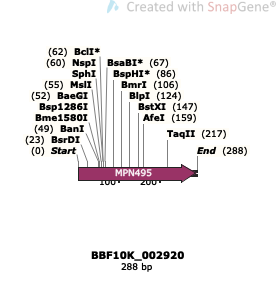 Created with SnapGene®
(62) BclI*
(60) NspI BsaBI* (67)
SphI BspHI* (86)
(55) MslI BmrI (106)
(52) BaeGI BlpI (124)
Bsp1286I BstXI (147)
Bme1580I AfeI (159)
(49) BanI TaqII (217)
(23) BsrDI
(0) Start End (288)
MPN495
100 200
BBF10K_002920
288 bp